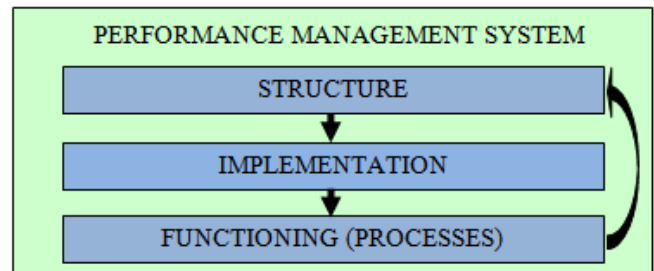 PERFORMANCE MANAGEMENT SYSTEM
STRUCTURE
IMPLEMENTATION
FUNCTIONING (PROCESSES)